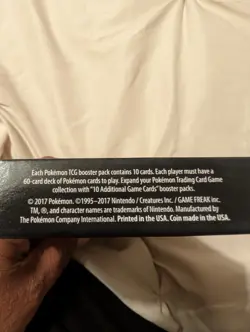 Each Pokémon TCG booster pack contains 10 cards. Each player must have a
60-card deck of Pokémon cards to play. Expand your Pokémon Trading Card Game
collection with "10 Additional Game Cards" booster packs.
© 2017 Pokémon. ©1995–2017 Nintendo / Creatures Inc. / GAME FREAK inc.
TM, ®, and character names are trademarks of Nintendo. Manufactured by
The Pokémon Company International. Printed in the USA. Coin made in the USA.